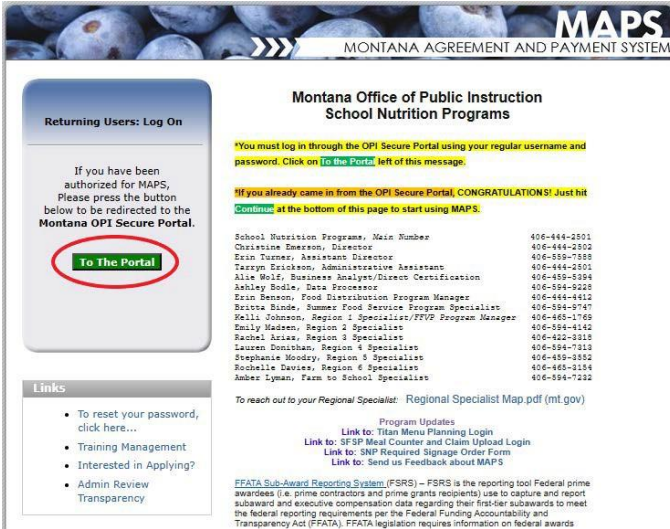 MAPS
MONTANA AGREEMENT AND PAYMENT SYSTEM
Returning Users: Log On
If you have been
authorized for MAPS,
Please press the button
below to be redirected to the
Montana OPI Secure Portal.
To The Portal
Links
To reset your password,
click here...
Training Management
Interested in Applying?
Admin Review
Transparency
Montana Office of Public Instruction
School Nutrition Programs
*You must log in through the OPI Secure Portal using your regular username and
password. Click on To the Portal left of this message.
*If you already came in from the OPI Secure Portal, CONGRATULATIONS! Just hit
Continue at the bottom of this page to start using MAPS.
School Nutrition Programs, Main Number 406-444-2501
Christine Emerson, Director 406-444-2502
Erin Turner, Assistant Director 406-559-7588
Tarryn Erickson, Administrative Assistant 406-444-2501
Alie Wolf, Business Analyst/Direct Certification 406-459-5394
Ashley Bodle, Data Processor 406-594-9228
Erin Benson, Food Distribution Program Manager 406-444-4412
Britta Binde, Summer Food Service Program Specialist 406-594-9747
Kelli Johnson, Region 1 Specialist/FFVP Program Manager 406-465-1769
Emily Madsen, Region 2 Specialist 406-594-4142
Rachel Arias, Region 3 Specialist 406-422-3318
Lauren Donithan, Region 4 Specialist 406-594-7313
Stephanie Moodry, Region 5 Specialist 406-459-3552
Rochelle Davies, Region 6 Specialist 406-465-3154
Amber Lyman, Farm to School Specialist 406-594-7232
To reach out to your Regional Specialist: Regional Specialist Map.pdf (mt.gov)
Program Updates
Link to: Titan Menu Planning Login
Link to: SFSP Meal Counter and Claim Upload Login
Link to: SNP Required Signage Order Form
Link to: Send us Feedback about MAPS
FFATA Sub-Award Reporting System (FSRS) – FSRS is the reporting tool Federal prime
awardees (i.e. prime contractors and prime grants recipients) use to capture and report
subaward and executive compensation data regarding their first-tier subawards to meet
the federal reporting requirements per the Federal Funding Accountability and
Transparency Act (FFATA). FFATA legislation requires information on federal awards